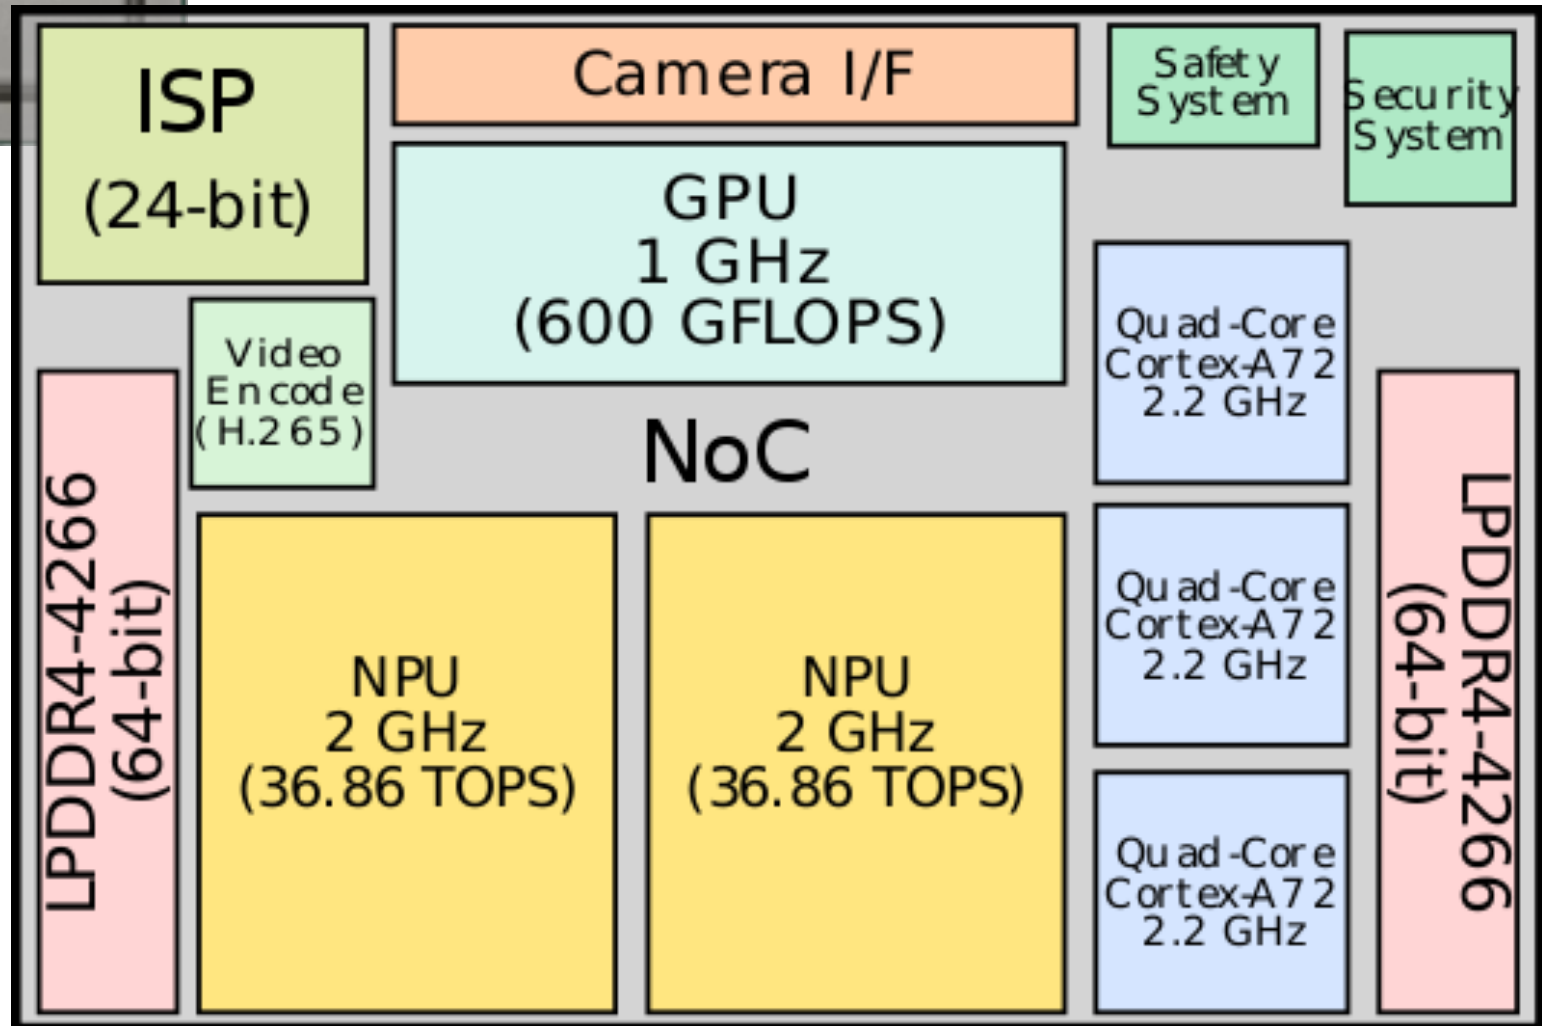 ISP
(24-bit)
Camera I/F
Safety
System
Security
System
GPU
1 GHz
(600 GFLOPS)
Video
Encode
(H.265)
Quad-Core
Cortex-A72
2.2 GHz
NoC
LPDDR4-4266
(64-bit)
NPU
2 GHz
(36.86 TOPS)
NPU
2 GHz
(36.86 TOPS)
Quad-Core
Cortex-A72
2.2 GHz
Quad-Core
Cortex-A72
2.2 GHz
LPDDR4-4266
(64-bit)